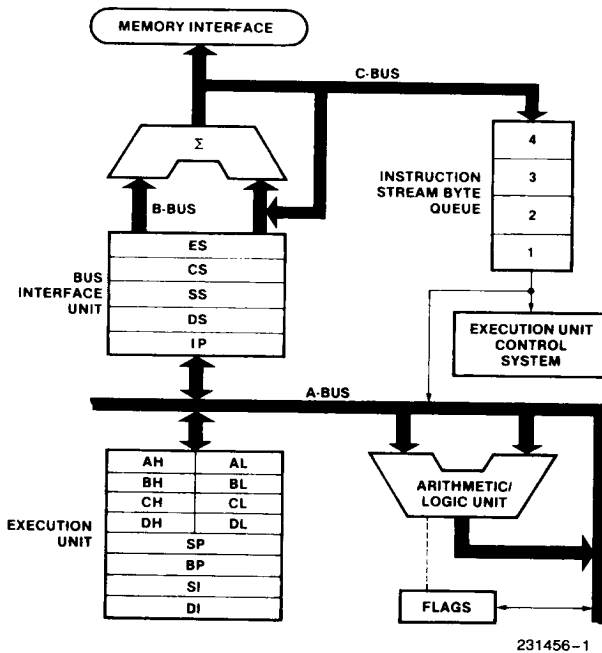 MEMORY INTERFACE
C-BUS
Σ
B-BUS
INSTRUCTION
STREAM BYTE
QUEUE
4
3
2
1
BUS
INTERFACE
UNIT
ES
CS
SS
DS
IP
EXECUTION UNIT
CONTROL
SYSTEM
A-BUS
EXECUTION
UNIT
AH AL
BH BL
CH CL
DH DL
SP
BP
SI
DI
ARITHMETIC/
LOGIC UNIT
FLAGS
231456-1